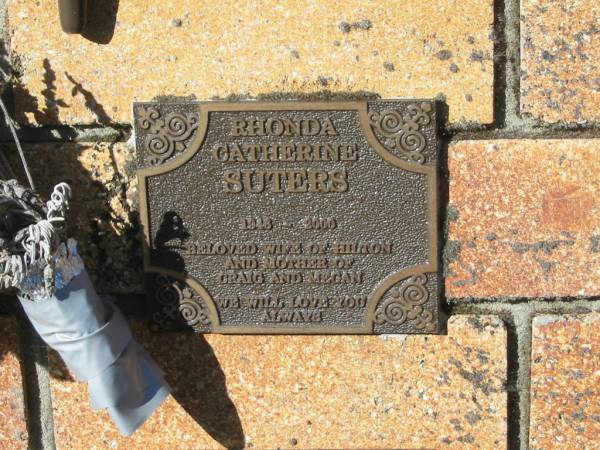 RHONDA
CATHERINE
SUTERS
BELOVED WIFE OF HILTON
AND MOTHER OF
CRAIG AND MEGAN
WE WILL LOVE YOU
ALWAYS